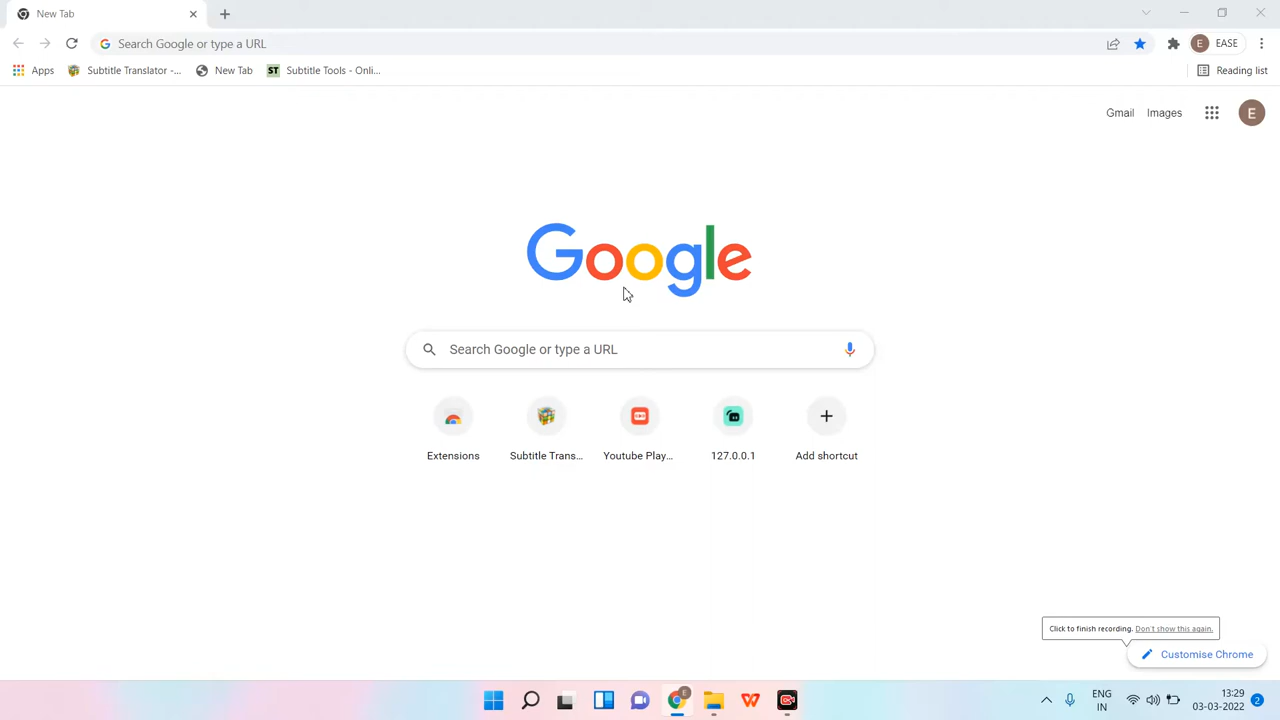 New Tab
Search Google or type a URL
EASE
Apps
Subtitle Translator -...
New Tab
ST
Subtitle Tools - Onli...
Reading list
Gmail
Images
E
Google
Search Google or type a URL
Extensions
Subtitle Trans...
Youtube Play...
127.0.0.1
Add shortcut
Click to finish recording. Don't show this again.
Customise Chrome
ENG
IN
13:29
03-03-2022
2